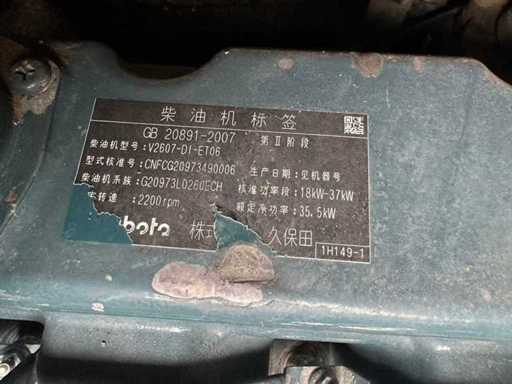 柴油机标签
GB 20891-2007 第Ⅱ阶段
柴油机型号：V2607-DI-ET06
型式核准号：CNFCG20973490006 生产日期：见机器号
柴油机系族：G20973L0260ECH 核准功率段：18kW-37kW
转速：2200rpm 额定净功率：35.5kW
bota 株式 久保田
1H149-1